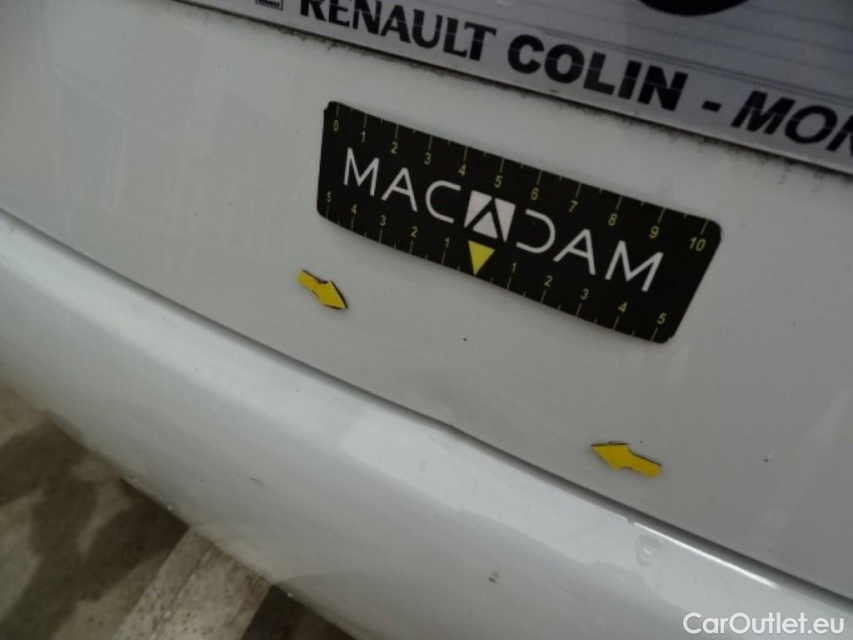 RENAULT COLIN - MON
0 1 2 3 4 5 6 7 8 9 10
MACADAM
5 4 3 2 1 1 2 3 4 5
CarOutlet.eu